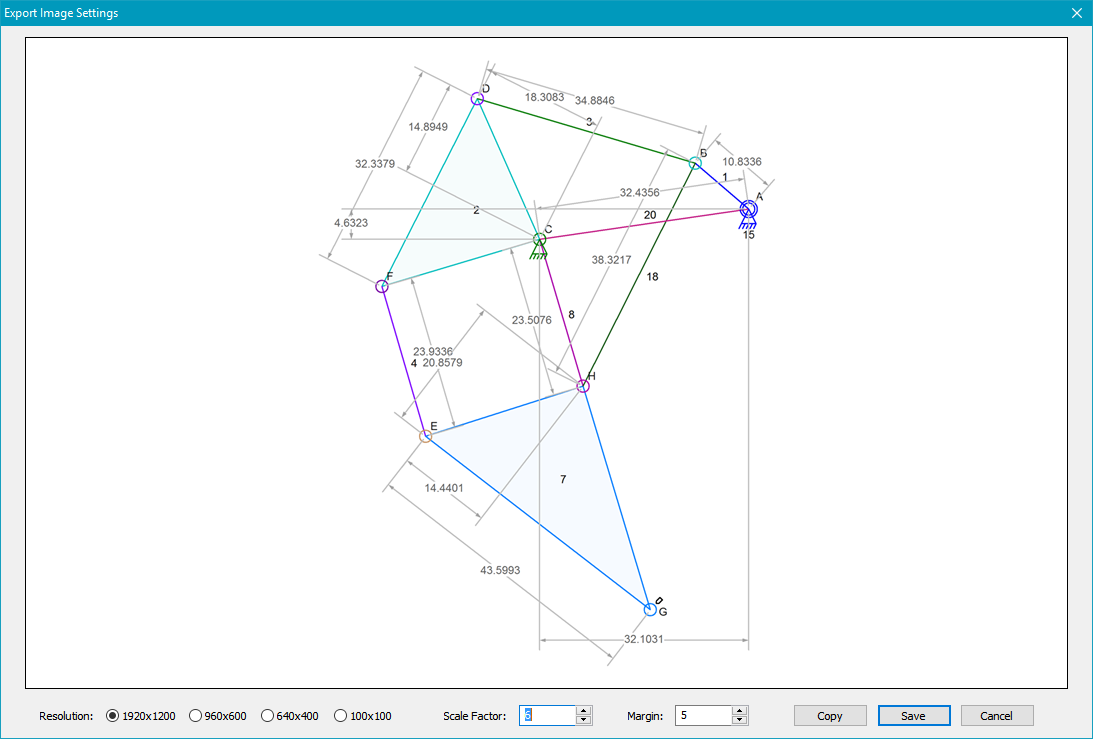 Export Image Settings
D
18.3083
34.8846
3
14.8949
B
10.8336
32.3379
1
32.4356
A
2
20
4.6323
C
15
38.3217
F
18
8
23.5076
23.9336
4
20.8579
H
E
7
14.4401
43.5993
0
G
32.1031
Resolution:
1920x1200
960x600
640x400
100x100
Scale Factor:
6
Margin:
5
Copy
Save
Cancel